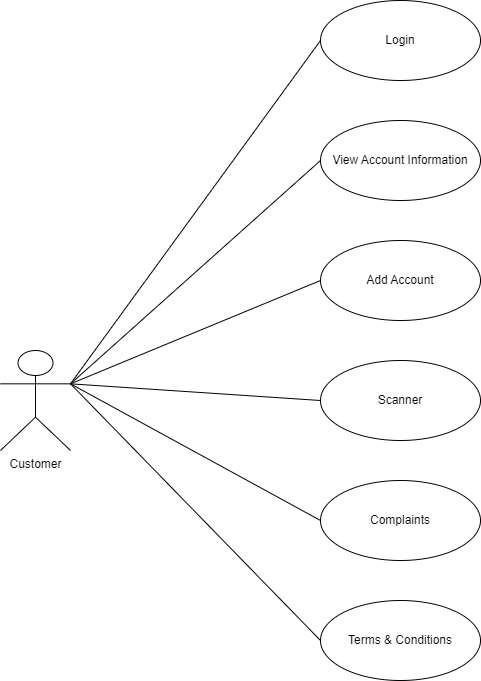 Login
View Account Information
Add Account
Scanner
Customer
Complaints
Terms & Conditions